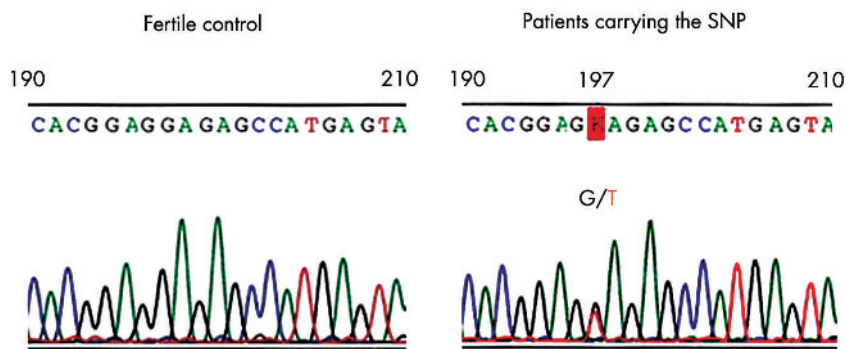 Fertile control
190 210
CACGGAGGAGAGCCATGAGTA
Patients carrying the SNP
190 197 210
CACGGAGKAGAGCCATGAGTA
G/T